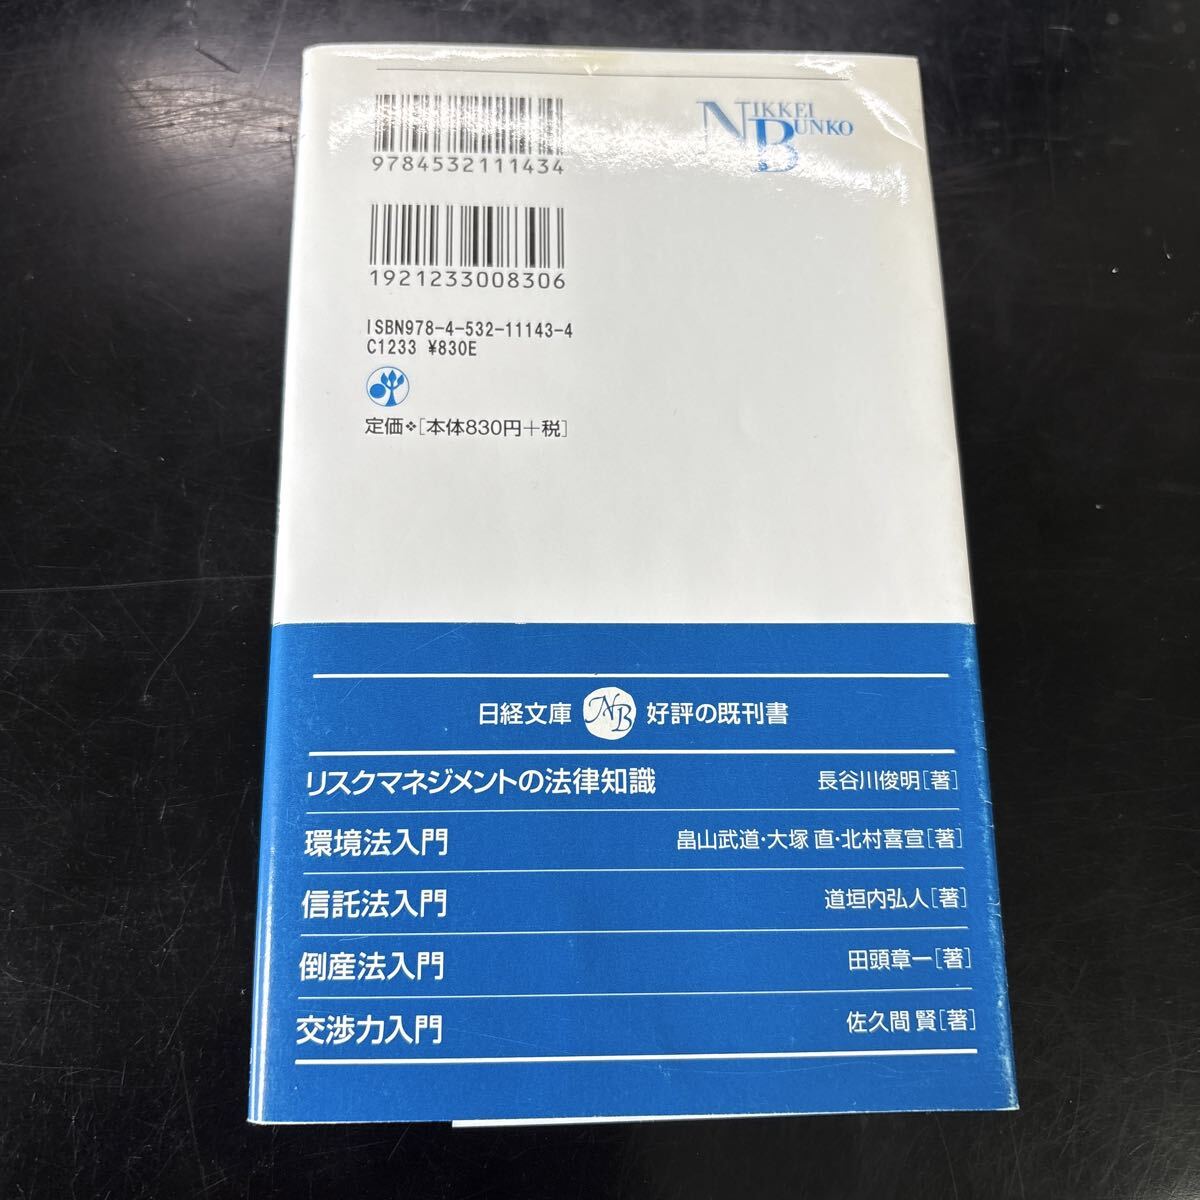 9784532111434
NIKKEI
BUNKO
1921233008306
ISBN978-4-532-11143-4
C1233 ¥830E
定価❖[本体830円+税]
日経文庫 NB 好評の既刊書
リスクマネジメントの法律知識 長谷川俊明[著]
環境法入門 畠山武道・大塚 直・北村喜宣[著]
信託法入門 道垣内弘人[著]
倒産法入門 田頭章一[著]
交渉力入門 佐久間 賢[著]